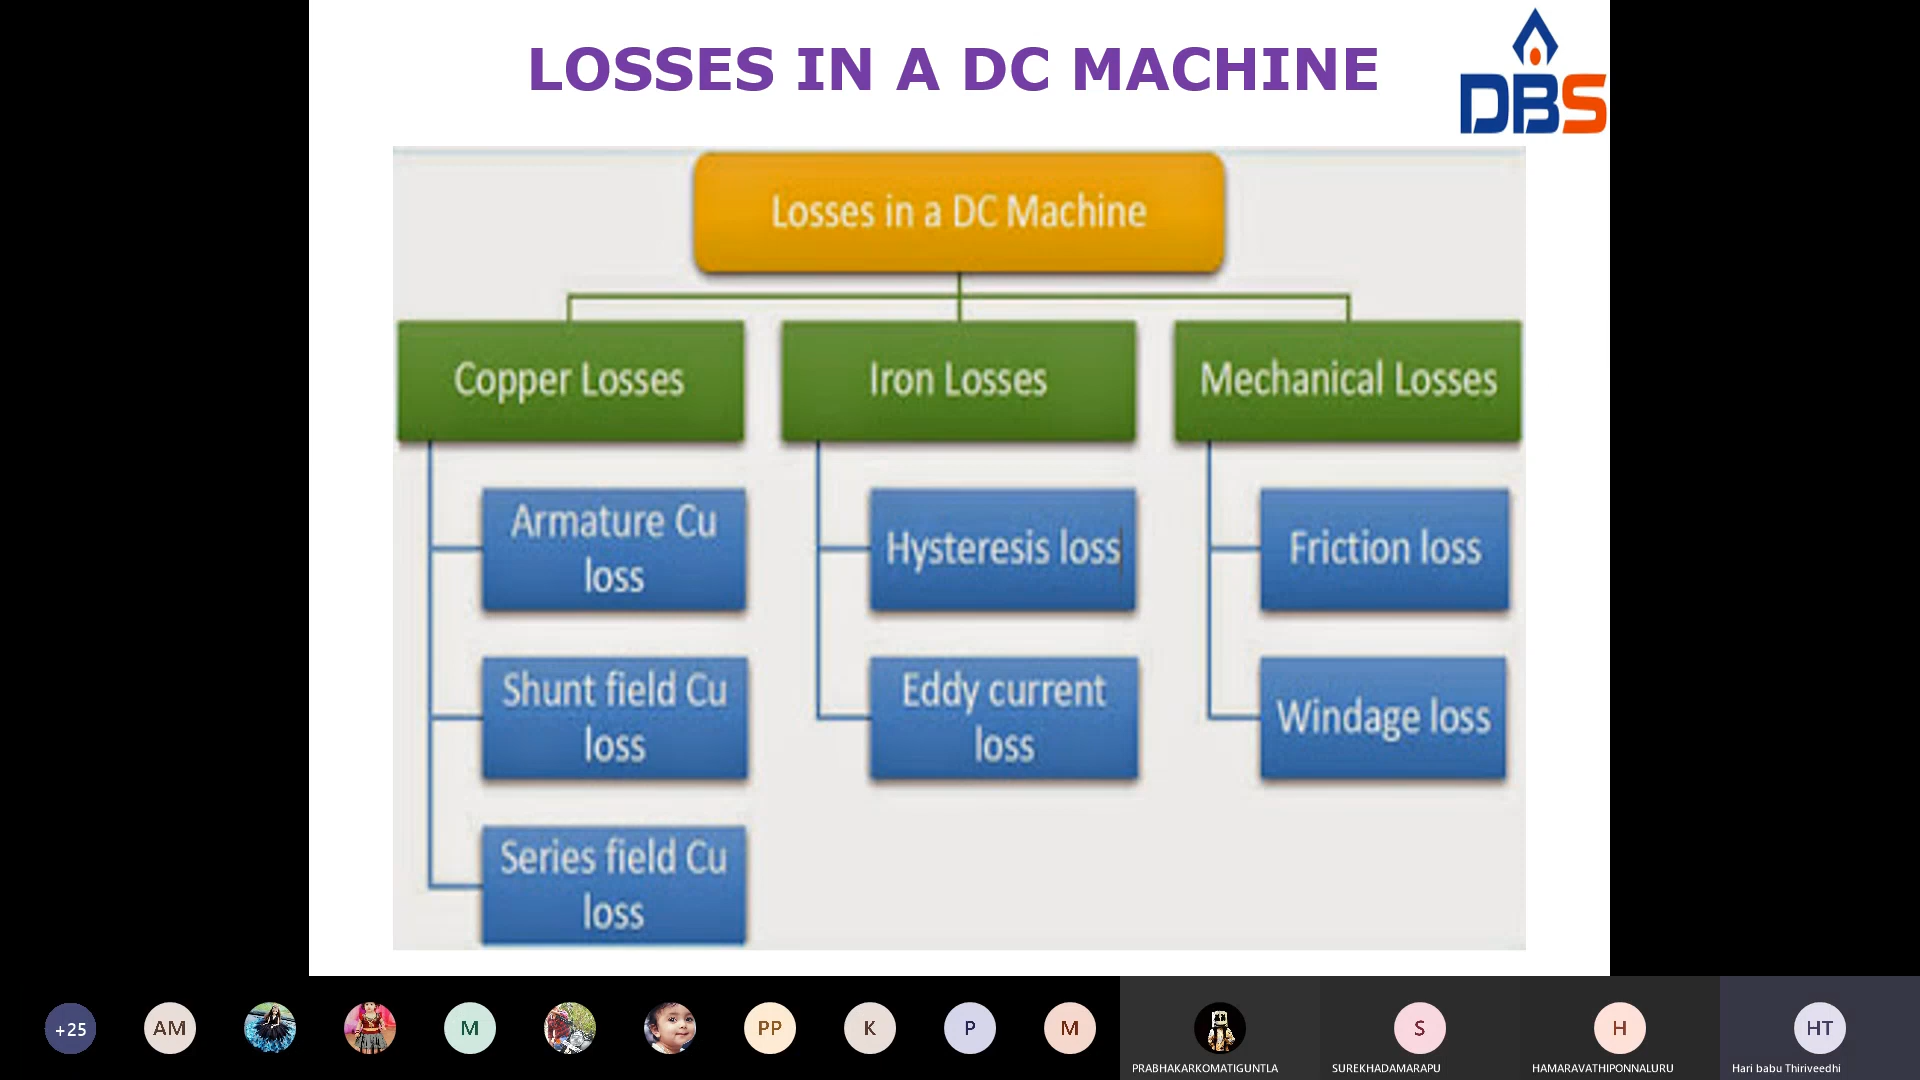 LOSSES IN A DC MACHINE
DBS
Losses in a DC Machine
Copper Losses
Iron Losses
Mechanical Losses
Armature Cu
loss
Hysteresis loss
Friction loss
Shunt field Cu
loss
Eddy current
loss
Windage loss
Series field Cu
loss
+25
AM
M
PP
K
P
M
S
H
HT
PRABHAKARKOMATIGUNTLA
SUREKHADAMARAPU
HAMARAVATHIPONNALURU
Hari babu Thiriveedhi